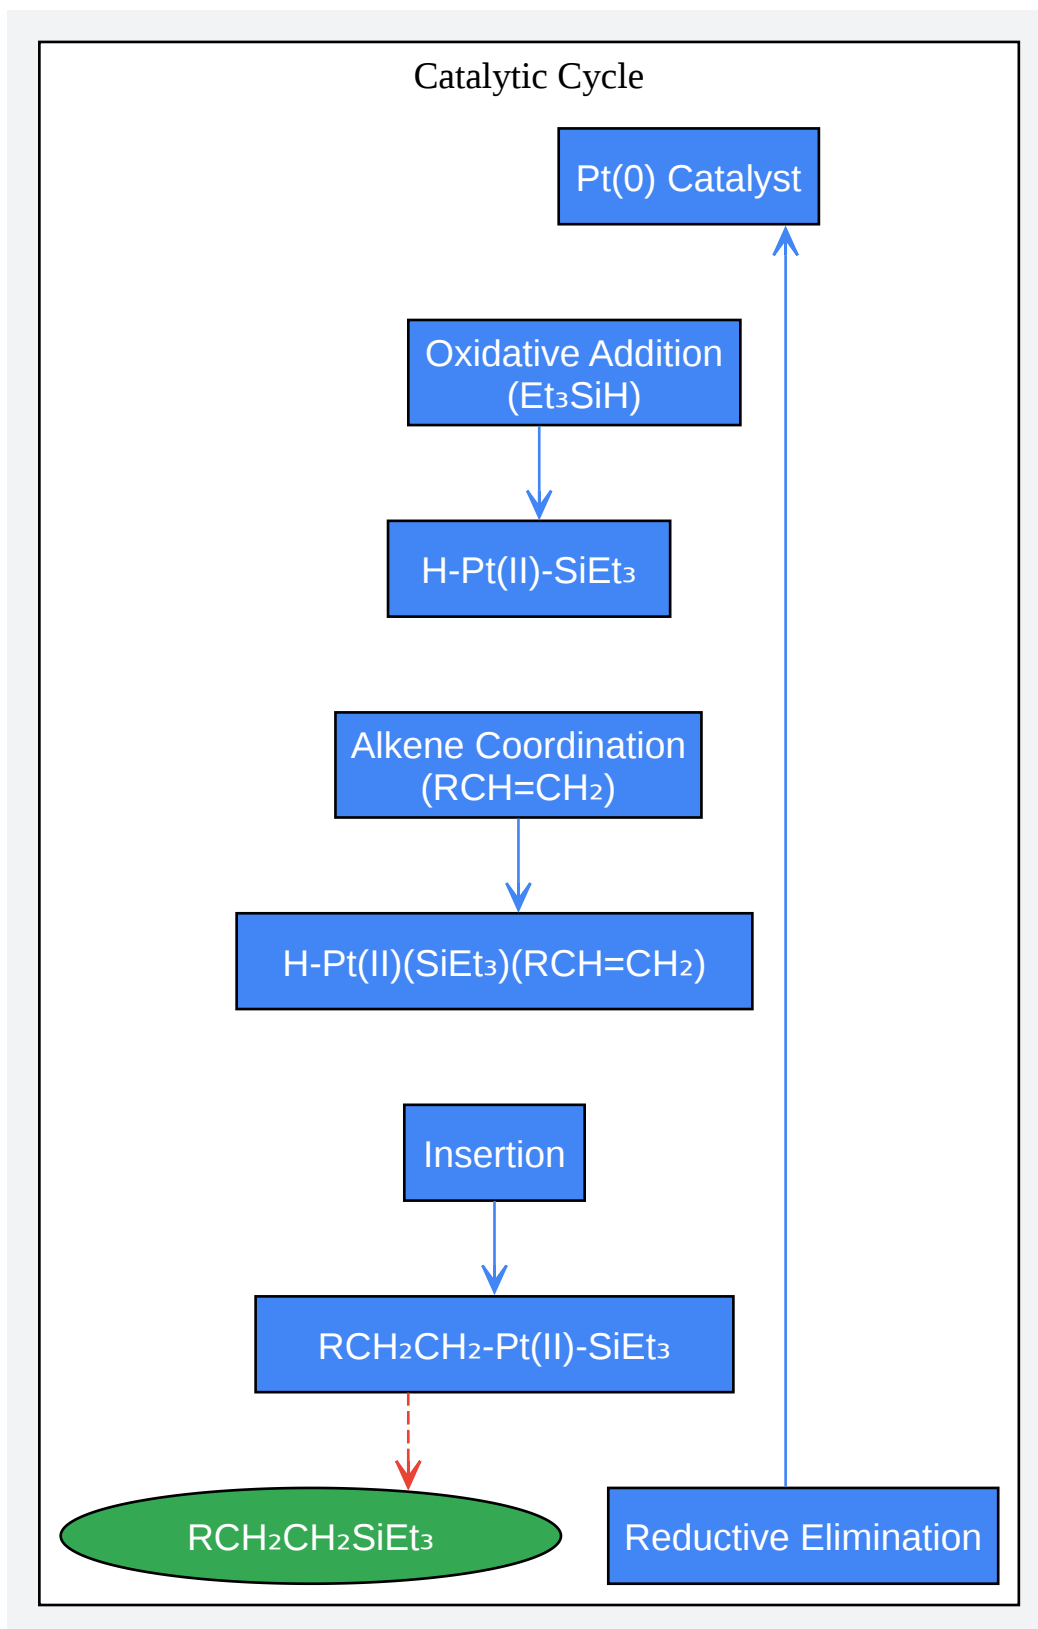 Catalytic Cycle
Pt(0) Catalyst
Oxidative Addition
(Et₃SiH)
H-Pt(II)-SiEt₃
Alkene Coordination
(RCH=CH₂)
H-Pt(II)(SiEt₃)(RCH=CH₂)
Insertion
RCH₂CH₂-Pt(II)-SiEt₃
RCH₂CH₂SiEt₃
Reductive Elimination